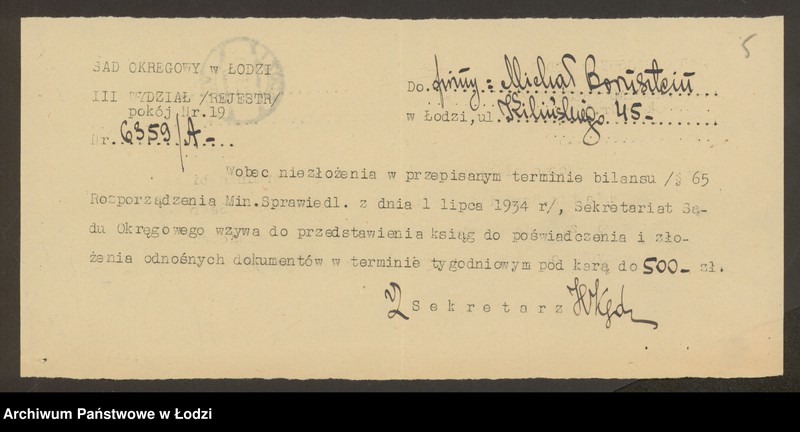 5
SAD OKRĘGOWY w ŁODZI
III WYDZIAŁ /REJESTR/
pokój Nr.19
Nr. 6359/A-
Do firmy: Michał Borusztein
w Łodzi, ul. Kilińskiego 45-
Wobec niezłożenia w przepisanym terminie bilansu /§ 65
Rozporządzenia Min.Sprawiedl. z dnia 1 lipca 1934 r/, Sekretariat Są-
du Okręgowego wzywa do przedstawienia ksiąg do poświadczenia i zło-
żenia odnośnych dokumentów w terminie tygodniowym pod karą do 500- zł.
Sekretarz
Archiwum Państwowe w Łodzi